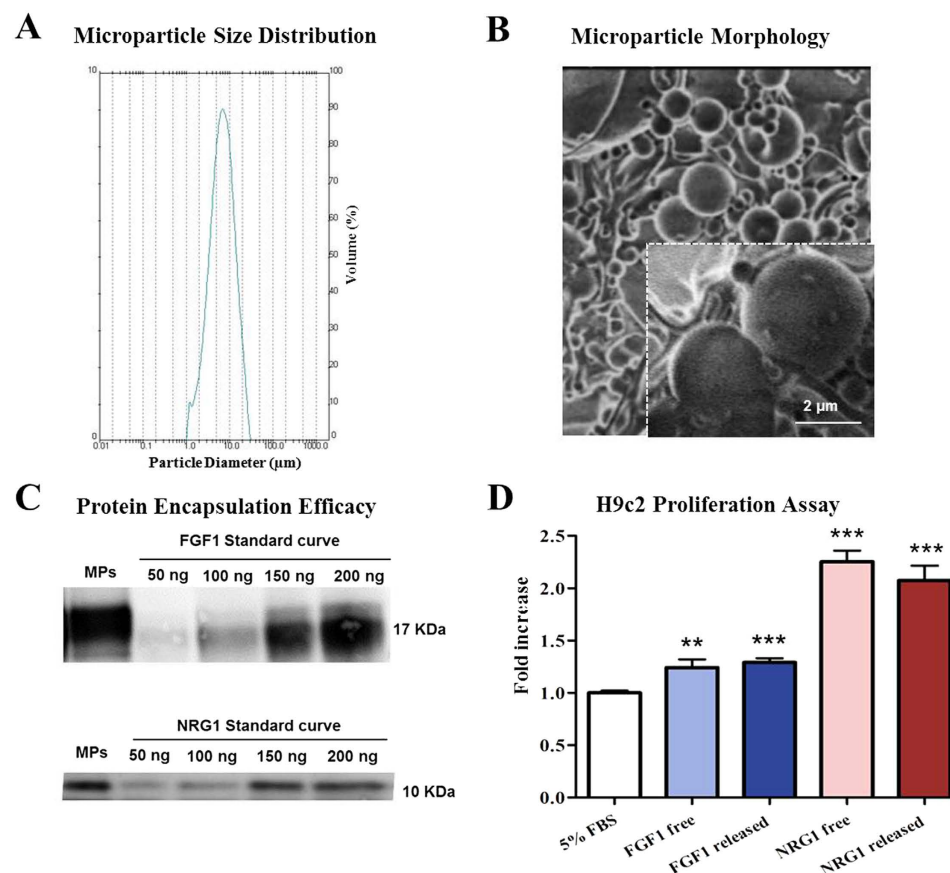 A
Microparticle Size Distribution
10
100
90
80
70
60
50
40
30
20
10
0
0
0.01
0.1
1.0
10.0
100.0
1000.0
Volume (%)
Particle Diameter (µm)
B
Microparticle Morphology
2 µm
C
Protein Encapsulation Efficacy
FGF1 Standard curve
MPs 50 ng 100 ng 150 ng 200 ng
17 KDa
NRG1 Standard curve
MPs 50 ng 100 ng 150 ng 200 ng
10 KDa
D
H9c2 Proliferation Assay
Fold increase
2.5
2.0
1.5
1.0
0.5
0.0
**
***
***
***
5% FBS
FGF1 free
FGF1 released
NRG1 free
NRG1 released